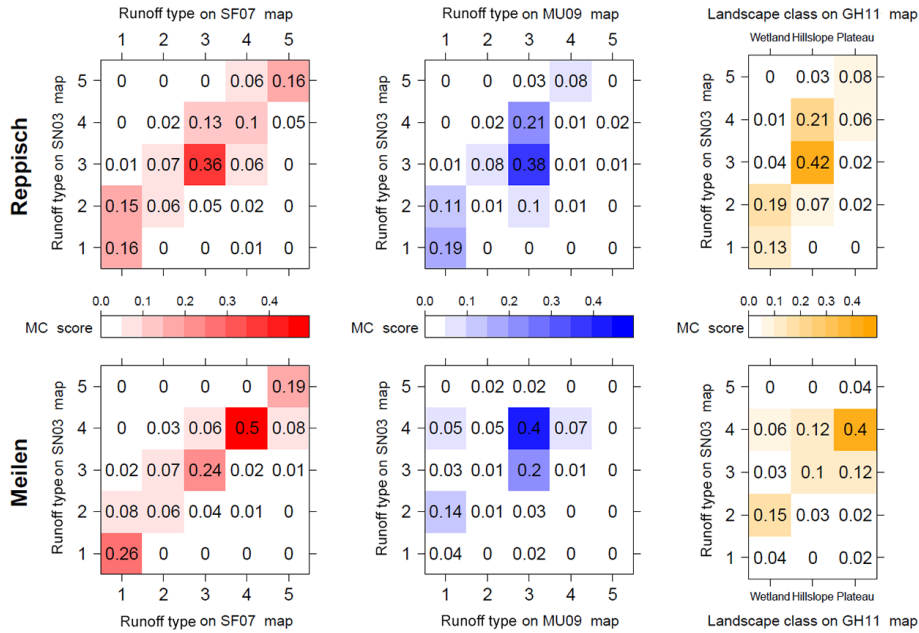 Runoff type on SF07 map
Runoff type on MU09 map
Landscape class on GH11 map
1 2 3 4 5
1 2 3 4 5
Wetland Hillslope Plateau
Reppisch
Runoff type on SN03 map
5 0 0 0 0.06 0.16
4 0 0.02 0.13 0.1 0.05
3 0.01 0.07 0.36 0.06 0
2 0.15 0.06 0.05 0.02 0
1 0.16 0 0 0.01 0
Runoff type on SN03 map
5 0 0 0.03 0.08 0
4 0 0.02 0.21 0.01 0.02
3 0.01 0.08 0.38 0.01 0.01
2 0.11 0.01 0.1 0.01 0
1 0.19 0 0 0 0
Runoff type on SN03 map
5 0 0.03 0.08
4 0.01 0.21 0.06
3 0.04 0.42 0.02
2 0.19 0.07 0.02
1 0.13 0 0
0.0 0.1 0.2 0.3 0.4
MC score
0.0 0.1 0.2 0.3 0.4
MC score
0.0 0.1 0.2 0.3 0.4
MC score
Meilen
Runoff type on SN03 map
5 0 0 0 0 0.19
4 0 0.03 0.06 0.5 0.08
3 0.02 0.07 0.24 0.02 0.01
2 0.08 0.06 0.04 0.01 0
1 0.26 0 0 0 0
Runoff type on SN03 map
5 0 0.02 0.02 0 0
4 0.05 0.05 0.4 0.07 0
3 0.03 0.01 0.2 0.01 0
2 0.14 0.01 0.03 0 0
1 0.04 0 0.02 0 0
Runoff type on SN03 map
5 0 0 0.04
4 0.06 0.12 0.4
3 0.03 0.1 0.12
2 0.15 0.03 0.02
1 0.04 0 0.02
1 2 3 4 5
1 2 3 4 5
Wetland Hillslope Plateau
Runoff type on SF07 map
Runoff type on MU09 map
Landscape class on GH11 map